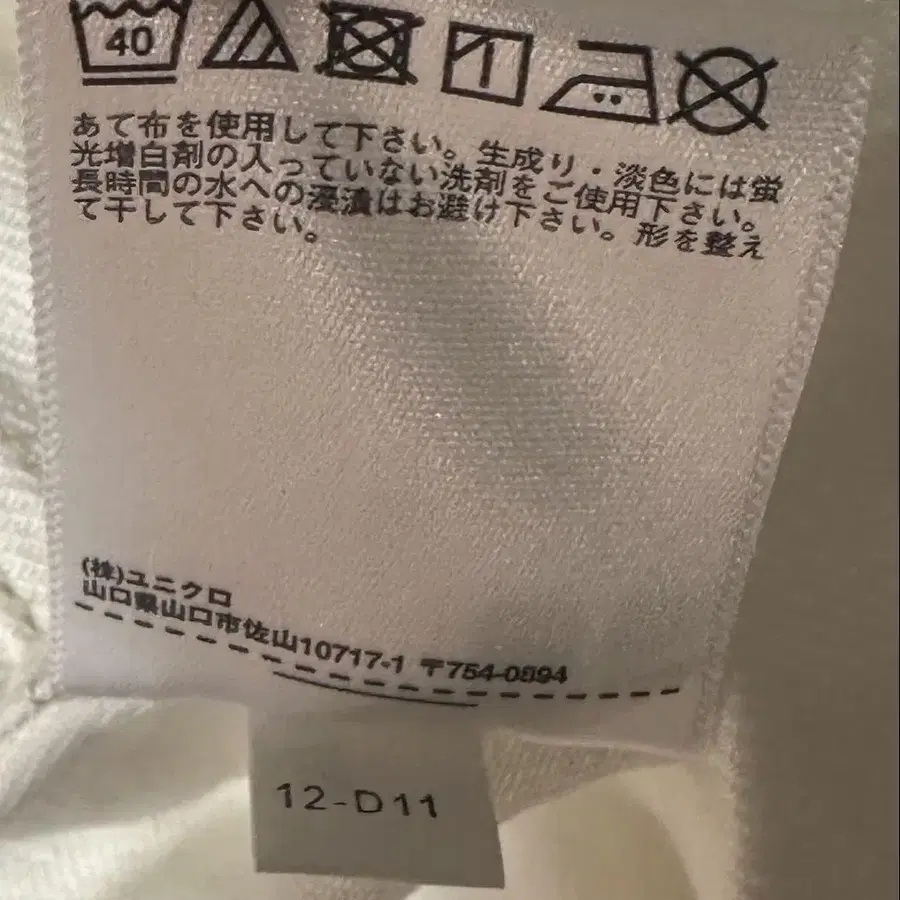 40
あて布を使用して下さい。生成り・淡色には蛍
光増白剤の入っていない洗剤をご使用下さい。
長時間の水への浸漬はお避け下さい。形を整え
て干して下さい。
(株)ユニクロ
山口県山口市佐山10717-1 〒754-0894
12-D11